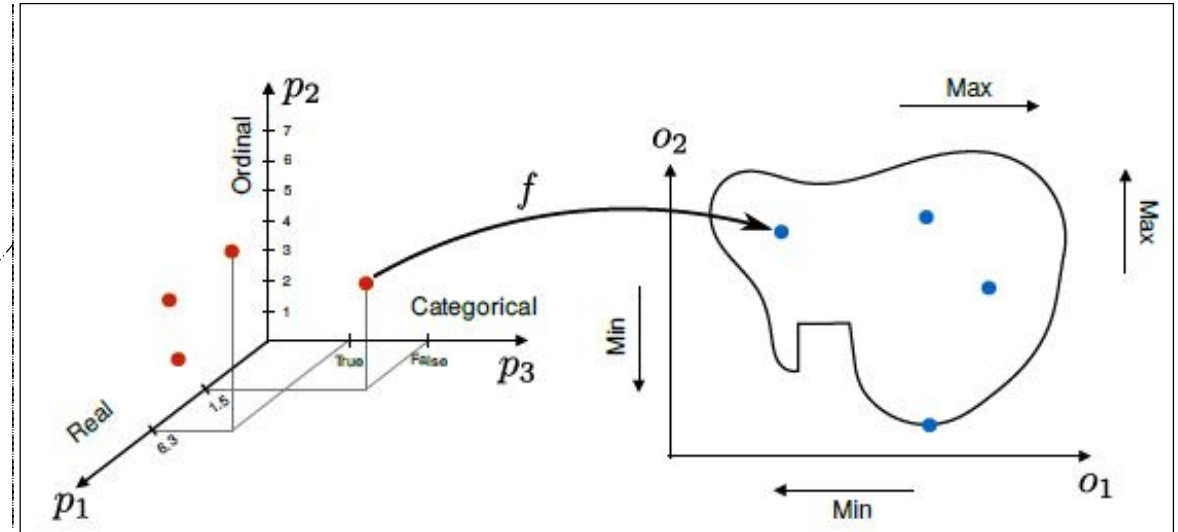 p2
Ordinal
7
6
5
4
3
2
1
Categorical
True
False
p3
1.5
6.3
Real
p1
f
o2
Max
Max
Min
o1
Min